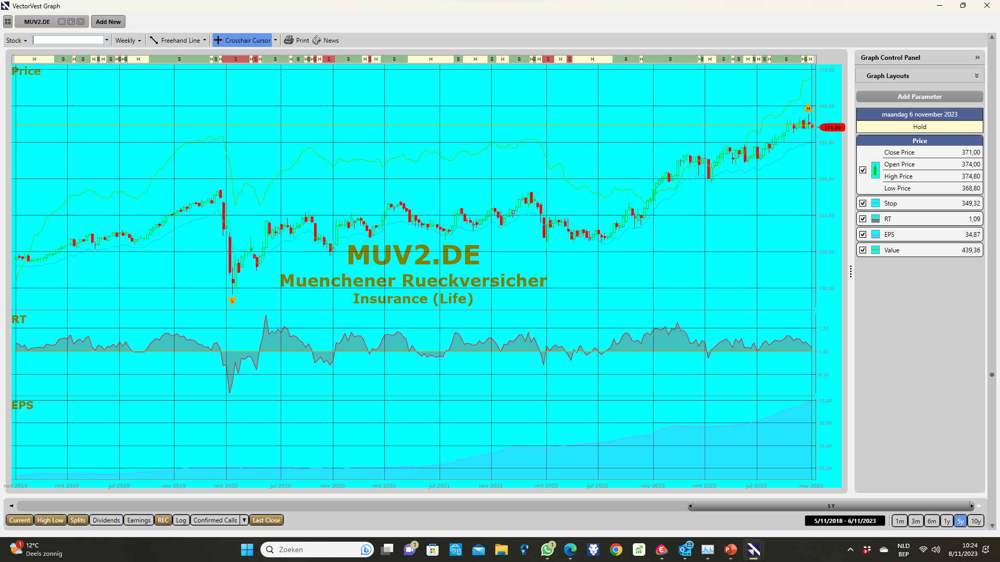 VectorVest Graph
MUV2.DE
Add New
Stock
Weekly
Freehand Line
Crosshair Cursor
Print
News
H B H B H B H B H B H B H B H B H S H S H B H B H B H S H S B H S H B H B H B H B H B H S H S H B H B H B H B H B H B H B H B H
Price
450,00
400,00
H
371,00
350,00
300,00
250,00
200,00
150,00
L
MUV2.DE
Muenchener Rueckversicher
Insurance (Life)
RT
1,50
1,00
0,50
EPS
35,00
30,00
25,00
20,00
nov 2018 mrt 2019 jul 2019 nov 2019 mrt 2020 jul 2020 nov 2020 mrt 2021 jul 2021 nov 2021 mrt 2022 jul 2022 nov 2022 mrt 2023 jul 2023 nov 2023
Graph Control Panel
Graph Layouts
Add Parameter
maandag 6 november 2023
Hold
Price
Close Price 371,00
Open Price 374,00
High Price 374,80
Low Price 368,80
Stop 349,32
RT 1,09
EPS 34,87
Value 439,36
5 Y
Current High Low Splits Dividends Earnings REC Log Confirmed Calls Last Close
5/11/2018 - 6/11/2023
1m 3m 6m 1y 5y 10y
12°C
Deels zonnig
Zoeken
NLD
BEP
10:24
8/11/2023